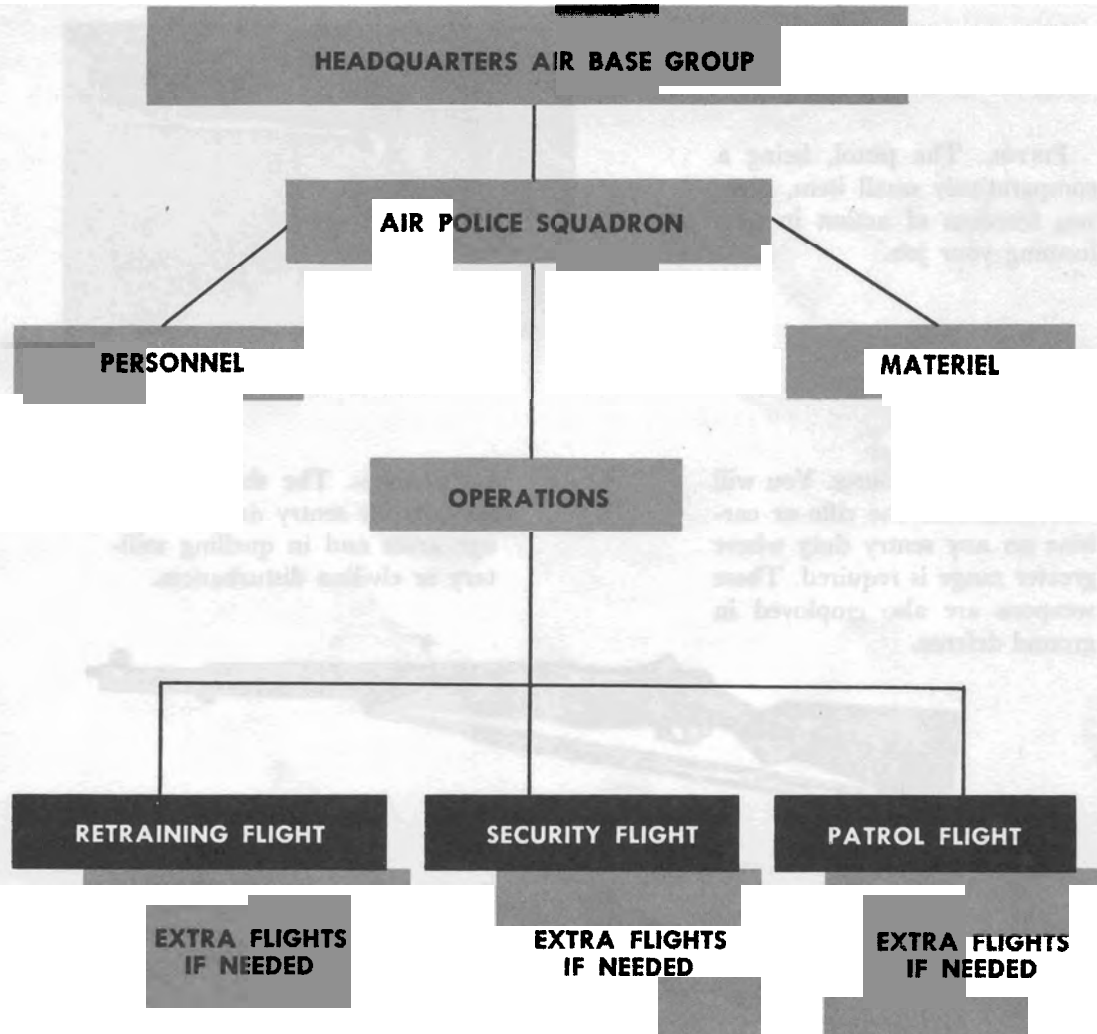 HEADQUARTERS AIR BASE GROUP
AIR POLICE SQUADRON
PERSONNEL
MATERIEL
OPERATIONS
RETRAINING FLIGHT
SECURITY FLIGHT
PATROL FLIGHT
EXTRA FLIGHTS
IF NEEDED
EXTRA FLIGHTS
IF NEEDED
EXTRA FLIGHTS
IF NEEDED